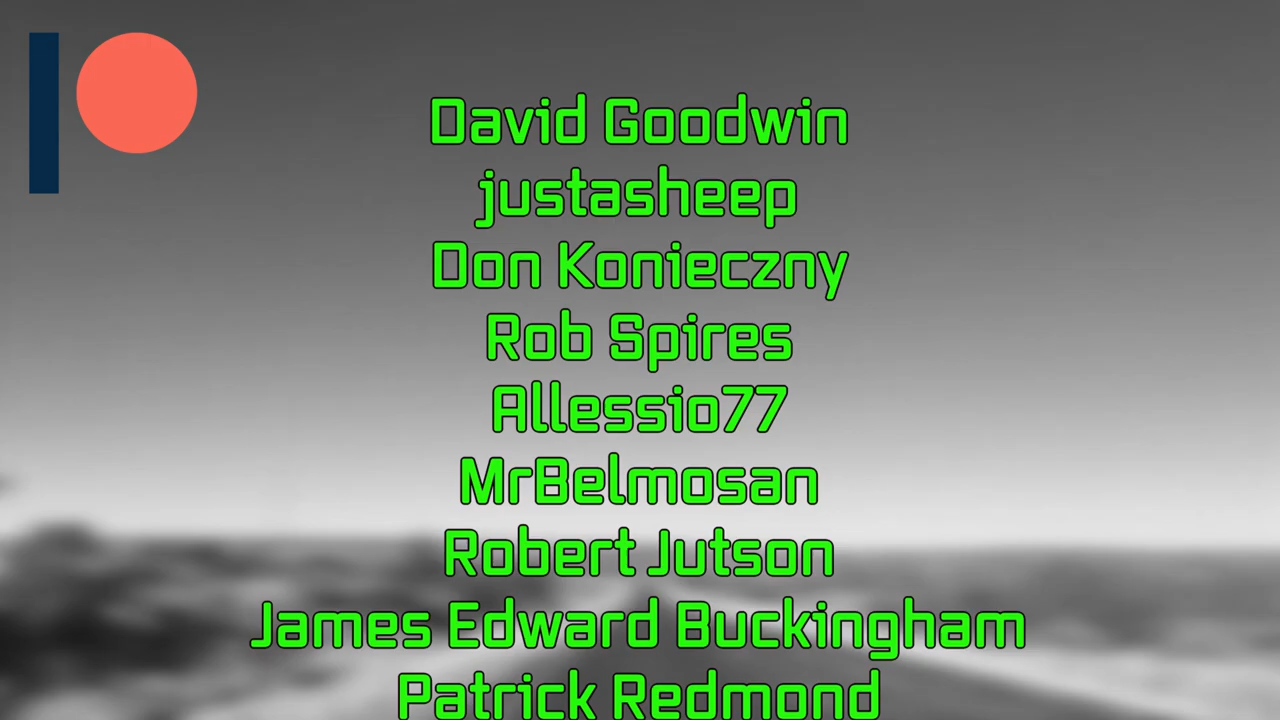 David Goodwin
justasheep
Don Konieczny
Rob Spires
Allessio77
MrBelmosan
Robert Jutson
James Edward Buckingham
Patrick Redmond